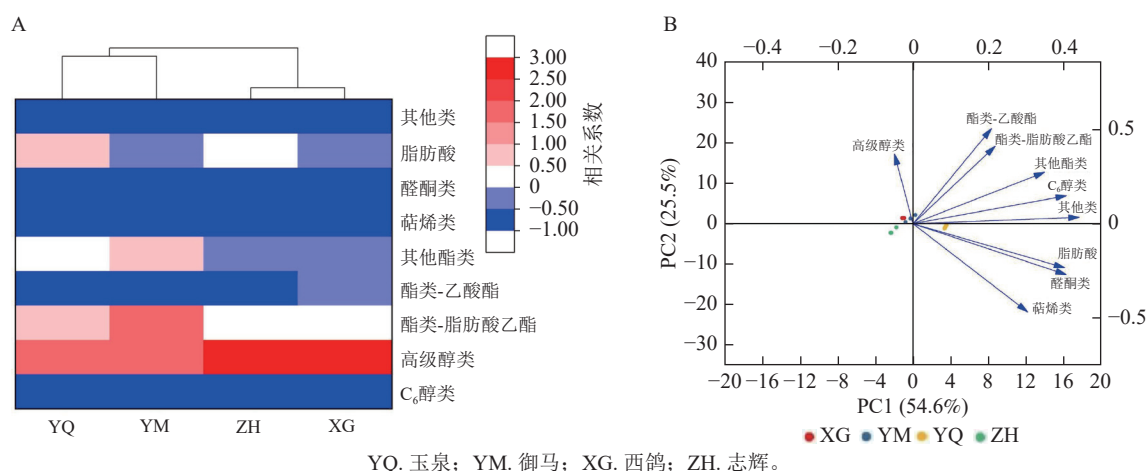 A
3.00
2.00
1.50
1.00
0.50
0
−0.50
−1.00
相关系数
其他类
脂肪酸
醛酮类
萜烯类
其他酯类
酯类-乙酸酯
酯类-脂肪酸乙酯
高级醇类
C₆醇类
YQ YM ZH XG
B
−0.4 −0.2 0 0.2 0.4
40
30
20
10
0
−10
−20
−30
PC2 (25.5%)
0.5
0
−0.5
酯类-乙酸酯
酯类-脂肪酸乙酯
高级醇类
其他酯类
C₆醇类
其他类
脂肪酸
醛酮类
萜烯类
−20 −16 −12 −8 −4 0 4 8 12 16 20
PC1 (54.6%)
XG YM YQ ZH
YQ. 玉泉；YM. 御马；XG. 西鸽；ZH. 志辉。